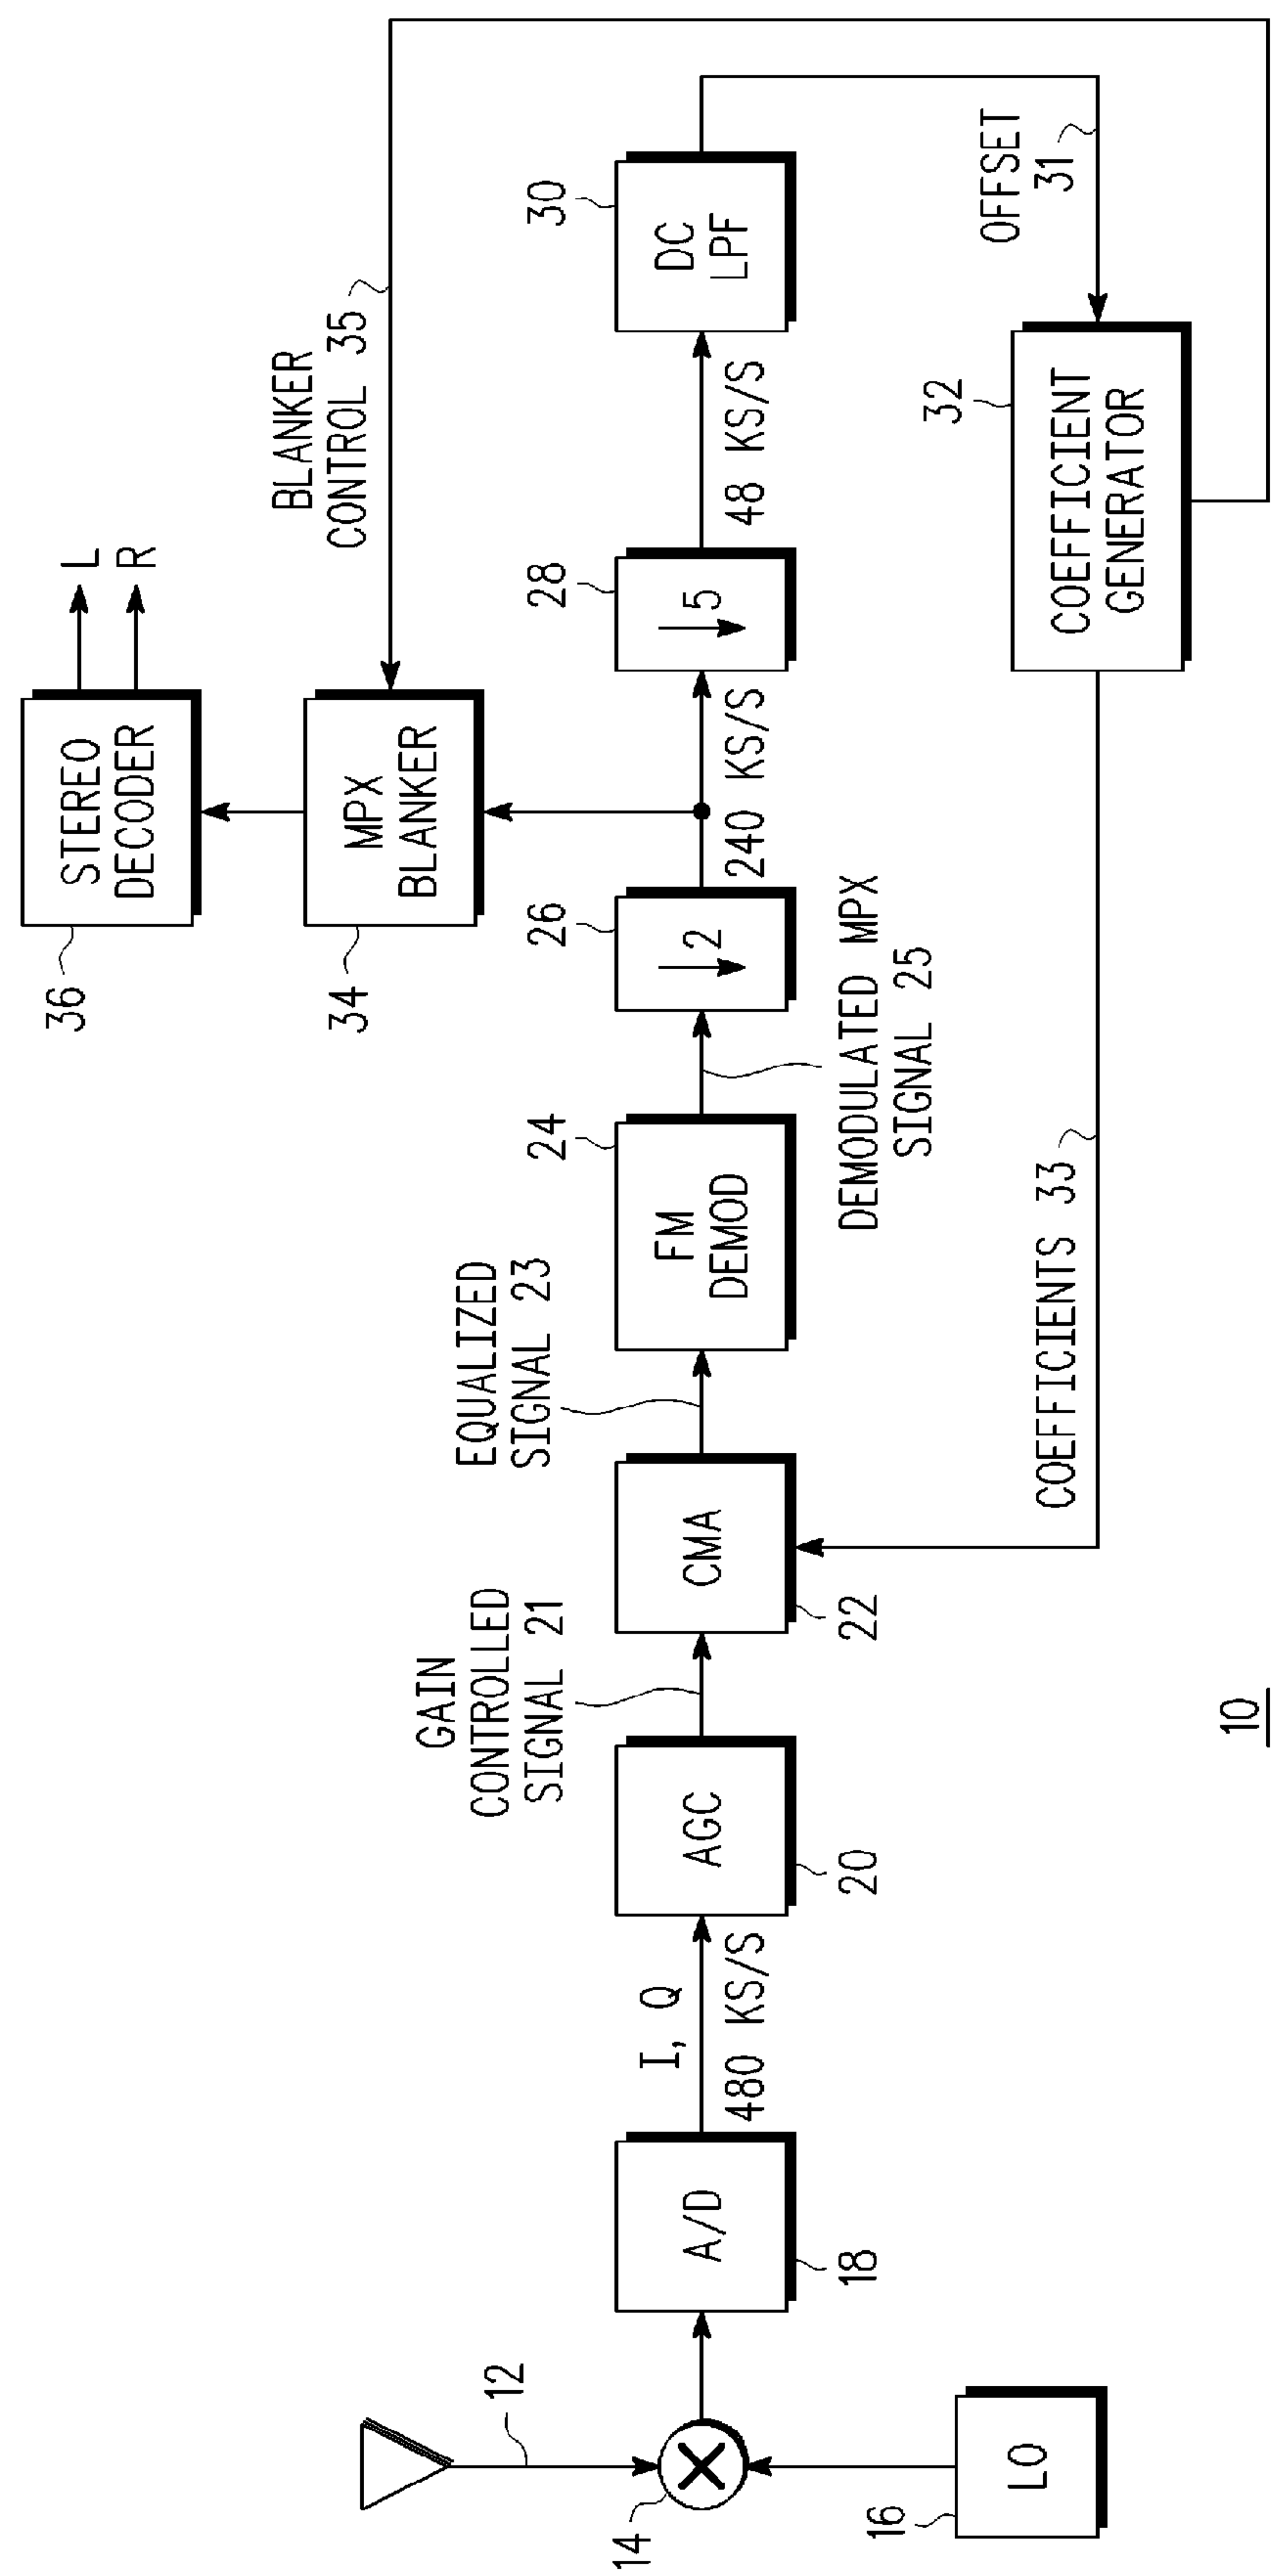 12
14
16
LO
A/D
18
I, Q
480 KS/S
AGC
20
GAIN
CONTROLLED
SIGNAL 21
CMA
22
EQUALIZED
SIGNAL 23
FM
DEMOD
24
DEMODULATED MPX
SIGNAL 25
26
2
240 KS/S
28
5
48 KS/S
30
DC
LPF
OFFSET
31
32
COEFFICIENT
GENERATOR
COEFFICIENTS 33
34
MPX
BLANKER
BLANKER
CONTROL 35
36
STEREO
DECODER
L
R
10